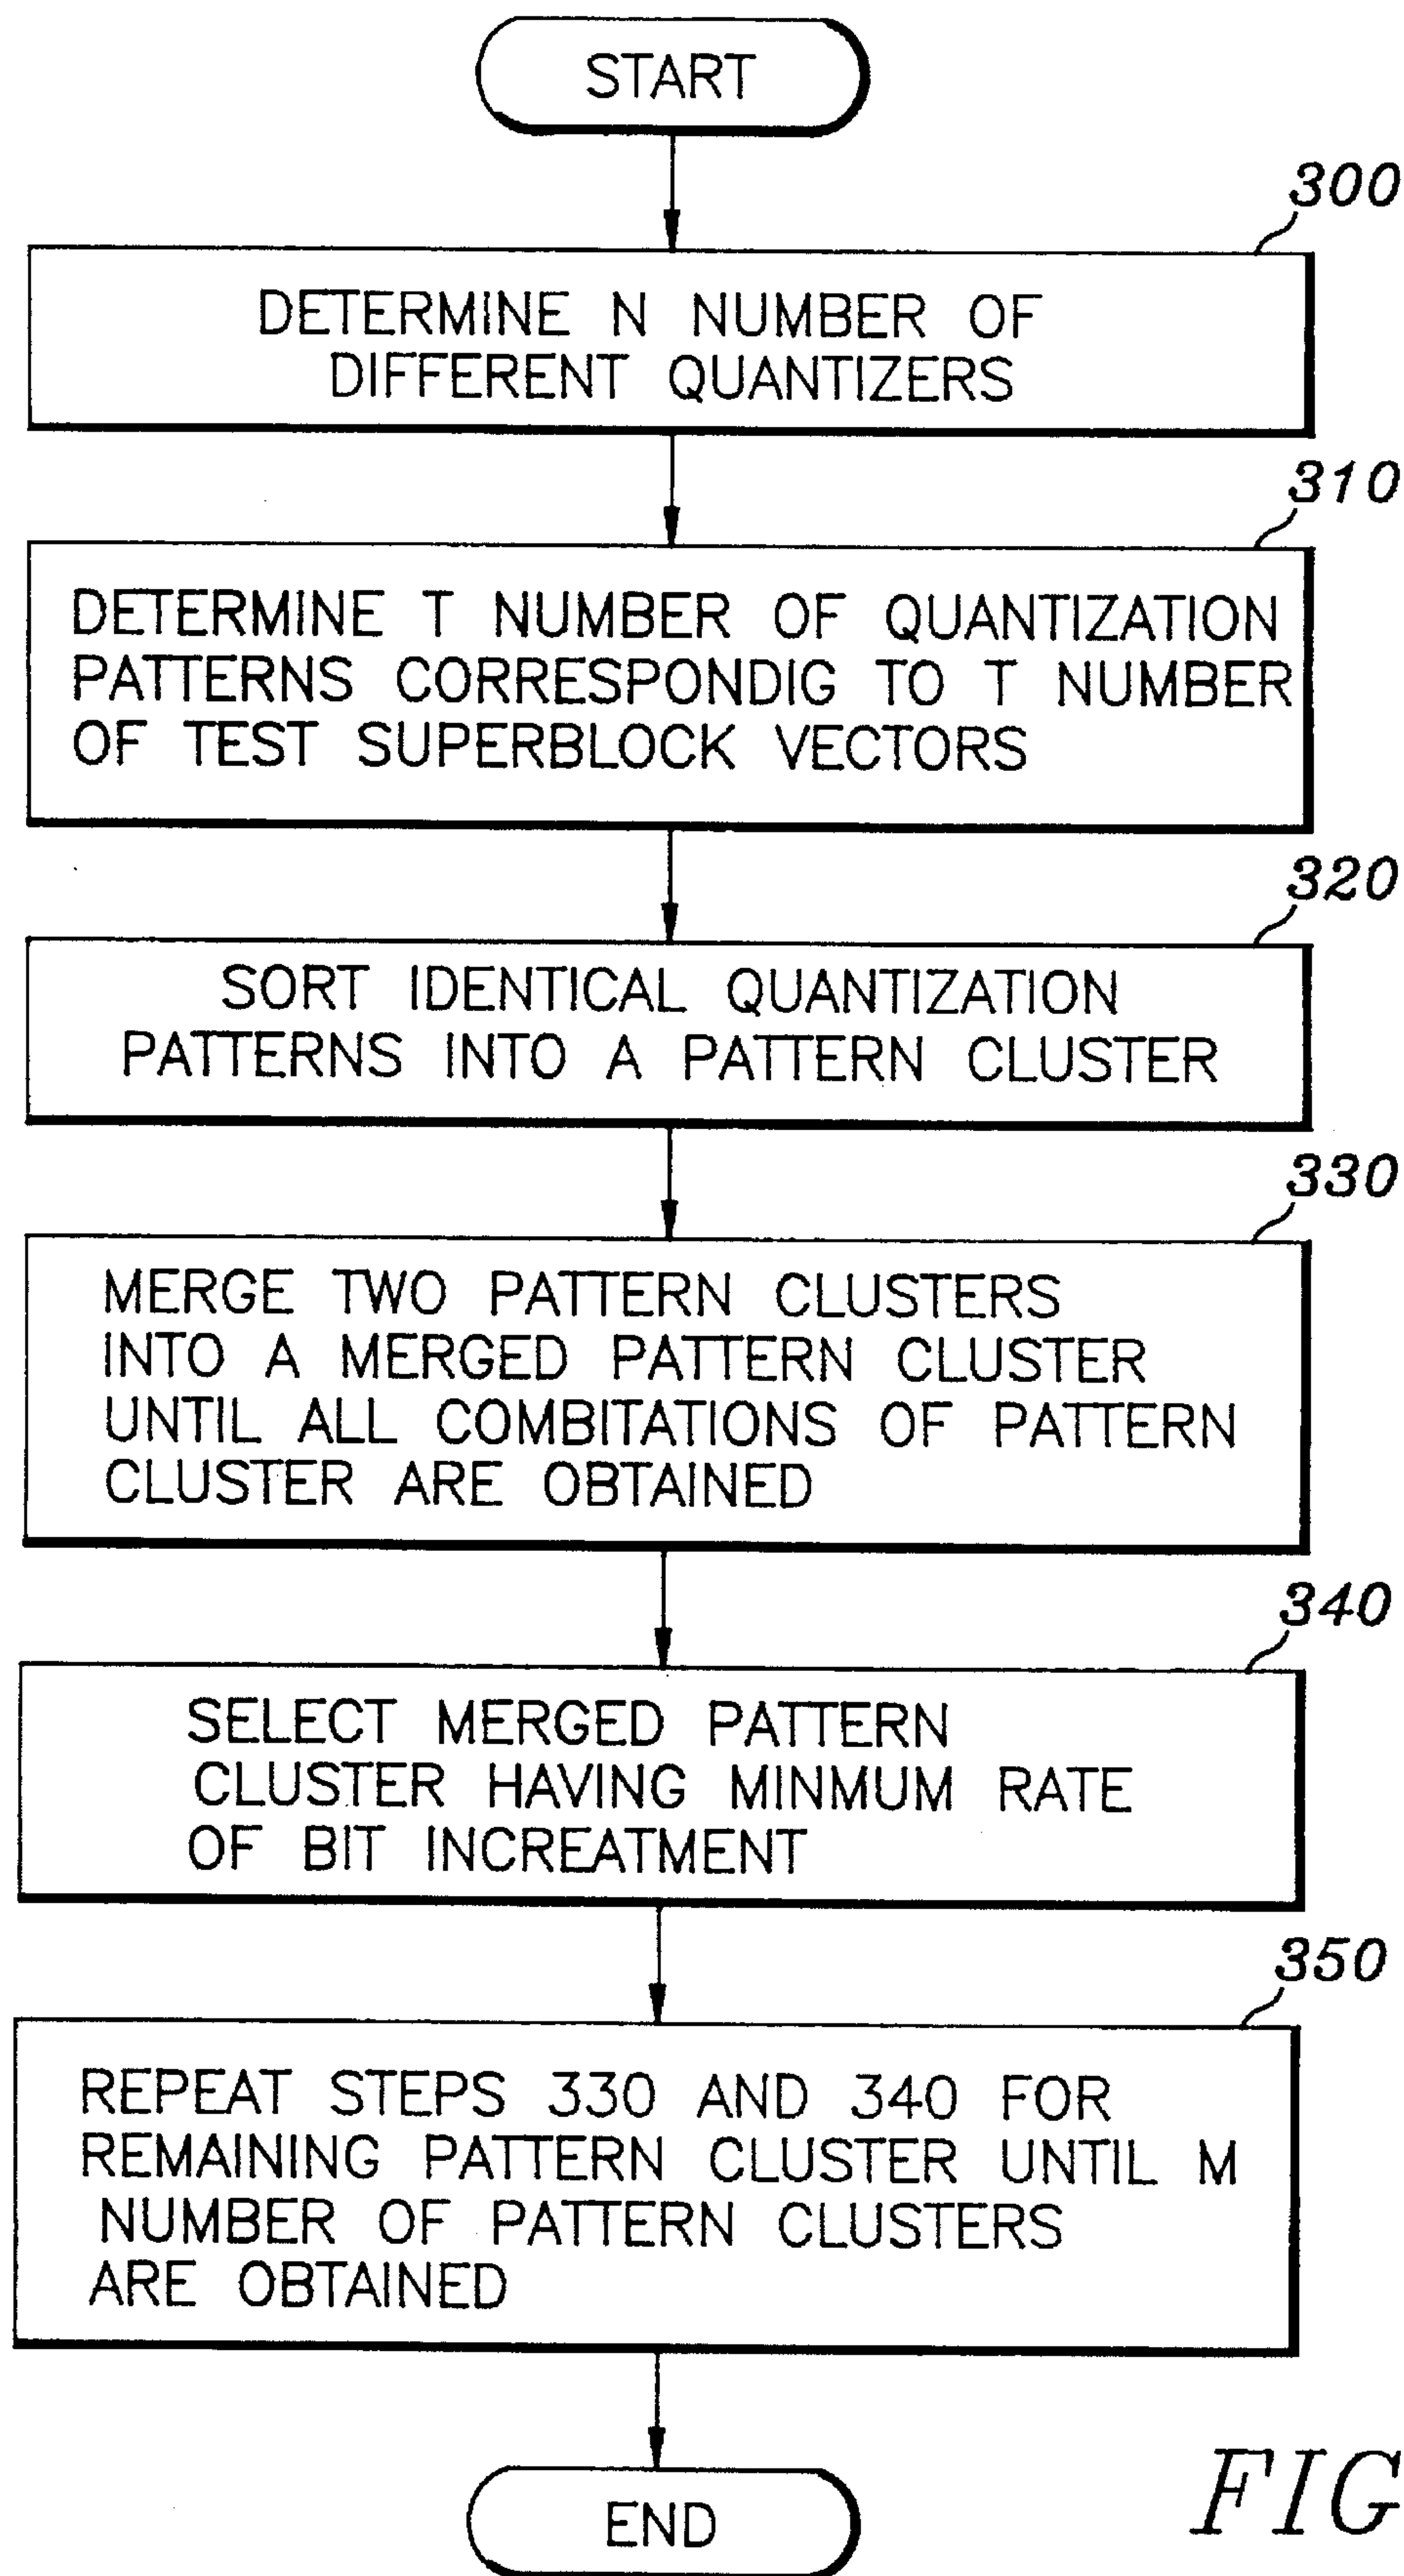 START
300
DETERMINE N NUMBER OF
DIFFERENT QUANTIZERS
310
DETERMINE T NUMBER OF QUANTIZATION
PATTERNS CORRESPONDIG TO T NUMBER
OF TEST SUPERBLOCK VECTORS
320
SORT IDENTICAL QUANTIZATION
PATTERNS INTO A PATTERN CLUSTER
330
MERGE TWO PATTERN CLUSTERS
INTO A MERGED PATTERN CLUSTER
UNTIL ALL COMBITATIONS OF PATTERN
CLUSTER ARE OBTAINED
340
SELECT MERGED PATTERN
CLUSTER HAVING MINMUM RATE
OF BIT INCREATMENT
350
REPEAT STEPS 330 AND 340 FOR
REMAINING PATTERN CLUSTER UNTIL M
NUMBER OF PATTERN CLUSTERS
ARE OBTAINED
END
FIG